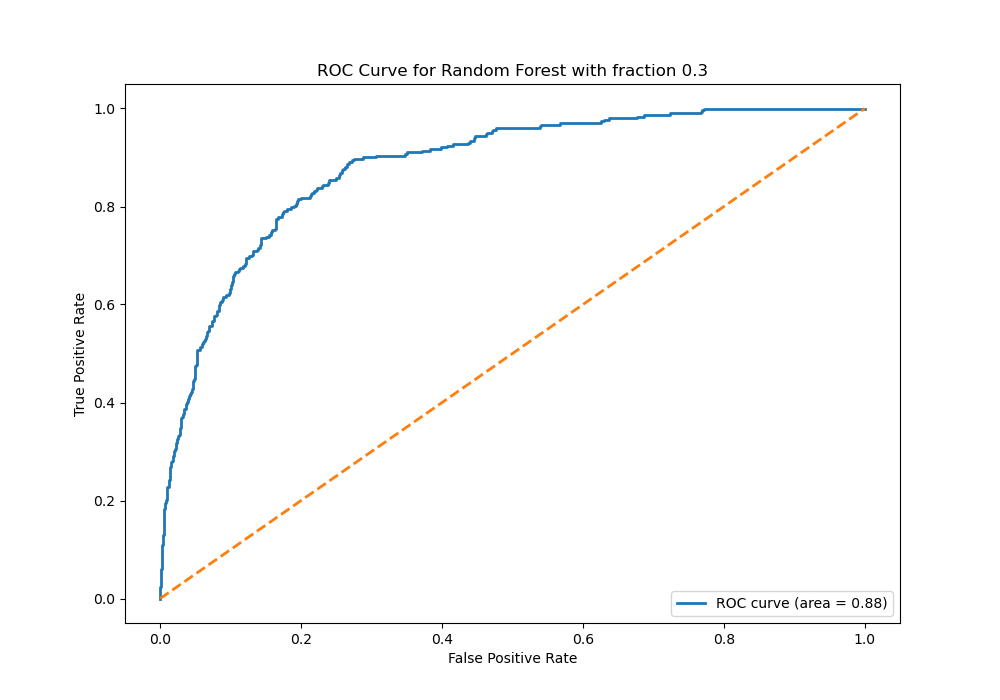 ROC Curve for Random Forest with fraction 0.3
True Positive Rate
1.0
0.8
0.6
0.4
0.2
0.0
0.0 0.2 0.4 0.6 0.8 1.0
False Positive Rate
ROC curve (area = 0.88)